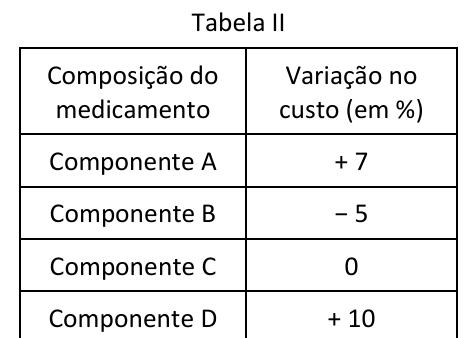 Tabela II
Composição do Variação no
medicamento custo (em %)
Componente A + 7
Componente B − 5
Componente C 0
Componente D + 10